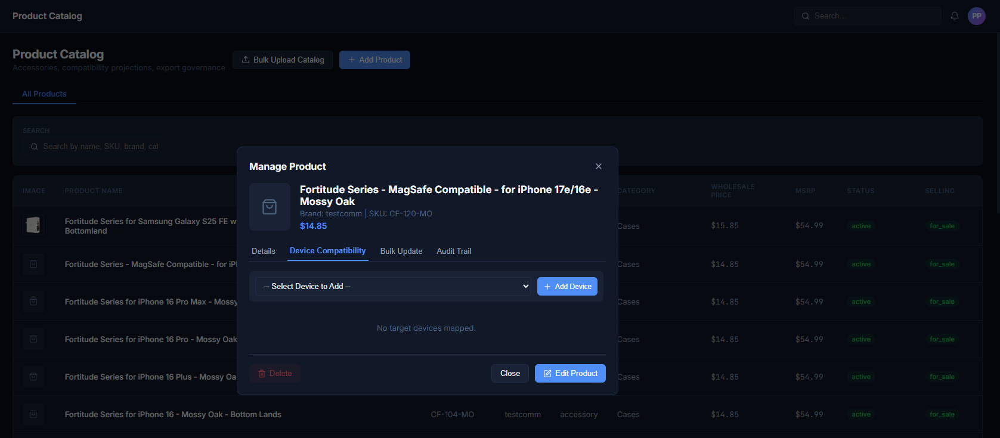 Product Catalog
Search...
PP
Product Catalog
Accessories, compatibility projections, export governance
Bulk Upload Catalog
Add Product
All Products
SEARCH
Search by name, SKU, brand, cat
IMAGE PRODUCT NAME CATEGORY WHOLESALE PRICE MSRP STATUS SELLING
Fortitude Series for Samsung Galaxy S25 FE w
Bottomland
Cases $15.85 $54.99 active for_sale
Fortitude Series - MagSafe Compatible - for iP
Cases $14.85 $54.99 active for_sale
Fortitude Series for iPhone 16 Pro Max - Mossy
Cases $14.85 $54.99 active for_sale
Fortitude Series for iPhone 16 Pro - Mossy Oak
Cases $14.85 $54.99 active for_sale
Fortitude Series for iPhone 16 Plus - Mossy Oa
Cases $14.85 $54.99 active for_sale
Fortitude Series for iPhone 16 - Mossy Oak - Bottom Lands CF-104-MO testcomm accessory Cases $14.85 $54.99 active for_sale
Manage Product
Fortitude Series - MagSafe Compatible - for iPhone 17e/16e -
Mossy Oak
Brand: testcomm | SKU: CF-120-MO
$14.85
Details Device Compatibility Bulk Update Audit Trail
-- Select Device to Add --
Add Device
No target devices mapped.
Delete
Close
Edit Product